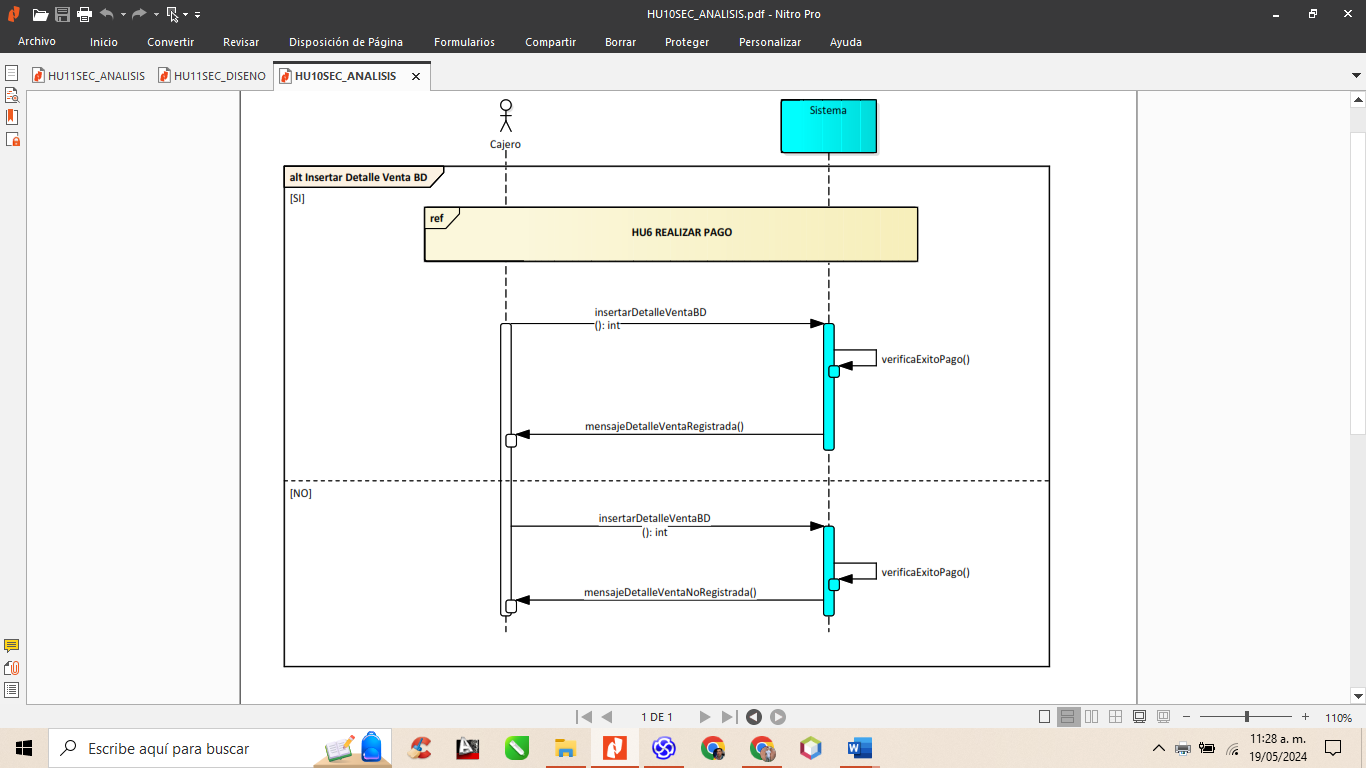 HU10SEC_ANALISIS.pdf - Nitro Pro
Archivo Inicio Convertir Revisar Disposición de Página Formularios Compartir Borrar Proteger Personalizar Ayuda
HU11SEC_ANALISIS HU11SEC_DISENO HU10SEC_ANALISIS
Sistema
Cajero
alt Insertar Detalle Venta BD
[SI]
ref
HU6 REALIZAR PAGO
insertarDetalleVentaBD
(): int
verificaExitoPago()
mensajeDetalleVentaRegistrada()
[NO]
insertarDetalleVentaBD
(): int
verificaExitoPago()
mensajeDetalleVentaNoRegistrada()
1 DE 1
110%
Escribe aquí para buscar
11:28 a. m.
19/05/2024